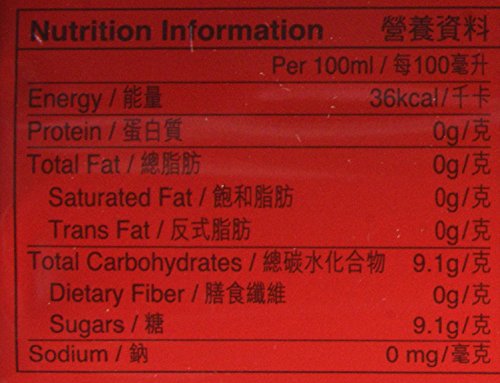 Nutrition Information 營養資料
Per 100ml / 每100毫升
Energy / 能量 36kcal/千卡
Protein / 蛋白質 0g/克
Total Fat / 總脂肪 0g/克
Saturated Fat / 飽和脂肪 0g/克
Trans Fat / 反式脂肪 0g/克
Total Carbohydrates / 總碳水化合物 9.1g/克
Dietary Fiber / 膳食纖維 0g/克
Sugars / 糖 9.1g/克
Sodium / 鈉 0 mg/毫克